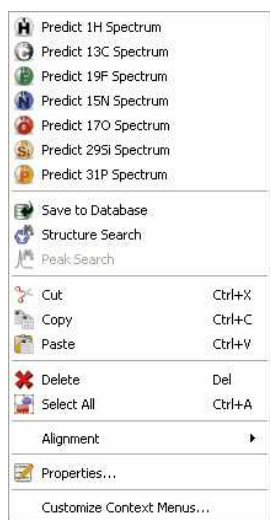 H Predict 1H Spectrum
C Predict 13C Spectrum
F Predict 19F Spectrum
N Predict 15N Spectrum
O Predict 17O Spectrum
Si Predict 29Si Spectrum
P Predict 31P Spectrum
Save to Database
Structure Search
Peak Search
Cut Ctrl+X
Copy Ctrl+C
Paste Ctrl+V
Delete Del
Select All Ctrl+A
Alignment
Properties...
Customize Context Menus...